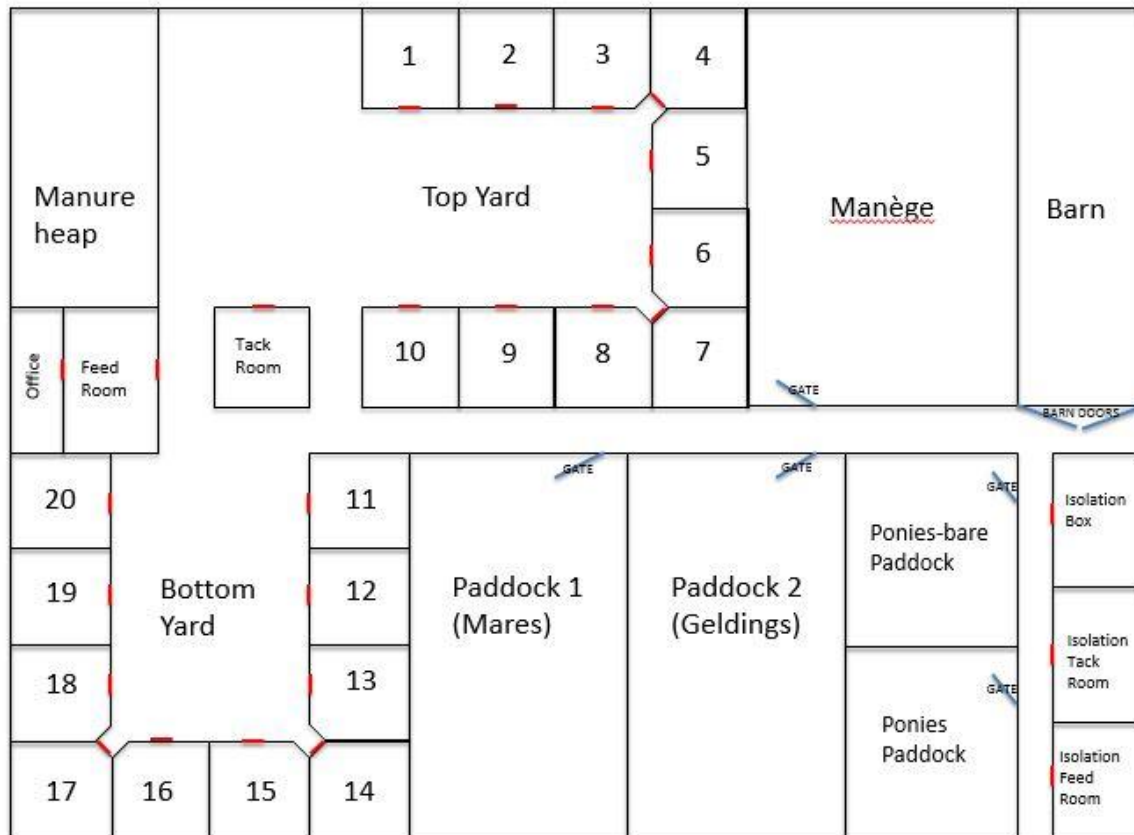 1
2
3
4
5
Manure
heap
Top Yard
Manège
Barn
6
Office
Feed
Room
Tack
Room
10
9
8
7
GATE
BARN DOORS
GATE
GATE
GATE
20
11
Isolation
Box
Ponies-bare
Paddock
19
Bottom
Yard
12
Paddock 1
(Mares)
Paddock 2
(Geldings)
18
13
Isolation
Tack
Room
GATE
Ponies
Paddock
17
16
15
14
Isolation
Feed
Room